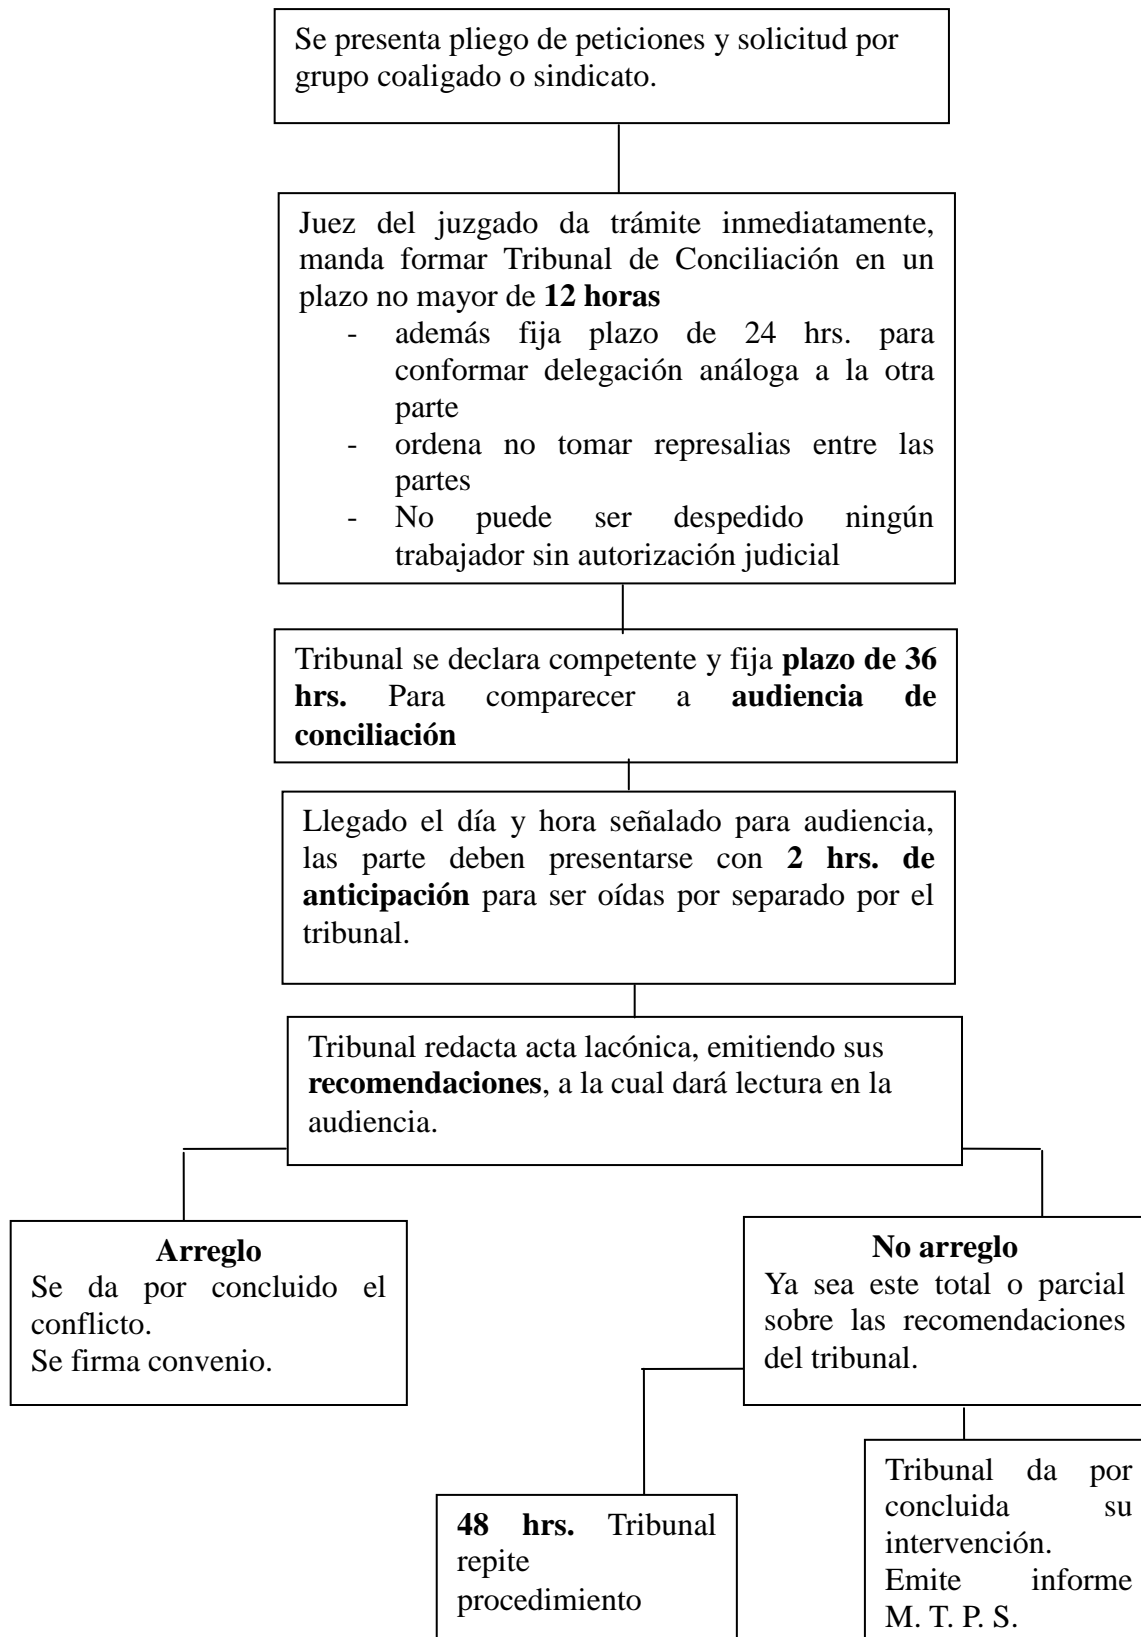 Se presenta pliego de peticiones y solicitud por
grupo coaligado o sindicato.
Juez del juzgado da trámite inmediatamente,
manda formar Tribunal de Conciliación en un
plazo no mayor de 12 horas
- además fija plazo de 24 hrs. para
conformar delegación análoga a la otra
parte
- ordena no tomar represalias entre las
partes
- No puede ser despedido ningún
trabajador sin autorización judicial
Tribunal se declara competente y fija plazo de 36
hrs. Para comparecer a audiencia de
conciliación
Llegado el día y hora señalado para audiencia,
las parte deben presentarse con 2 hrs. de
anticipación para ser oídas por separado por el
tribunal.
Tribunal redacta acta lacónica, emitiendo sus
recomendaciones, a la cual dará lectura en la
audiencia.
Arreglo
Se da por concluido el
conflicto.
Se firma convenio.
No arreglo
Ya sea este total o parcial
sobre las recomendaciones
del tribunal.
48 hrs. Tribunal
repite
procedimiento
Tribunal da por
concluida su
intervención.
Emite informe
M. T. P. S.